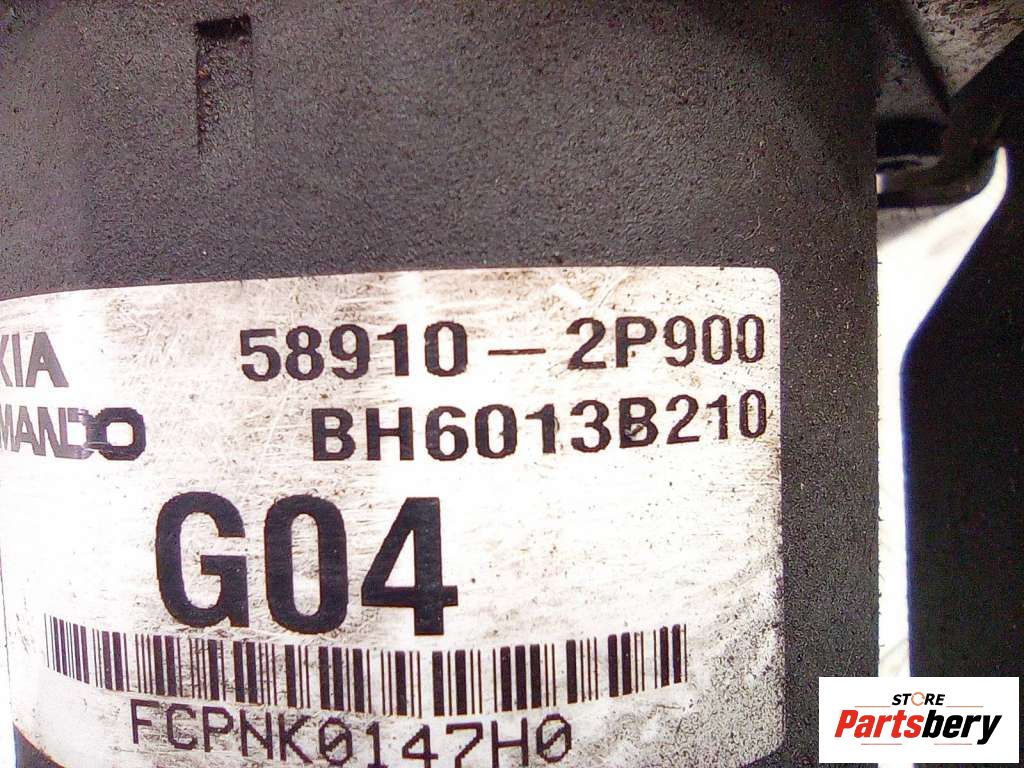 KIA 58910-2P900
MANDO BH6013B210
G04
FCPNK0147H0
STORE
Partsbery